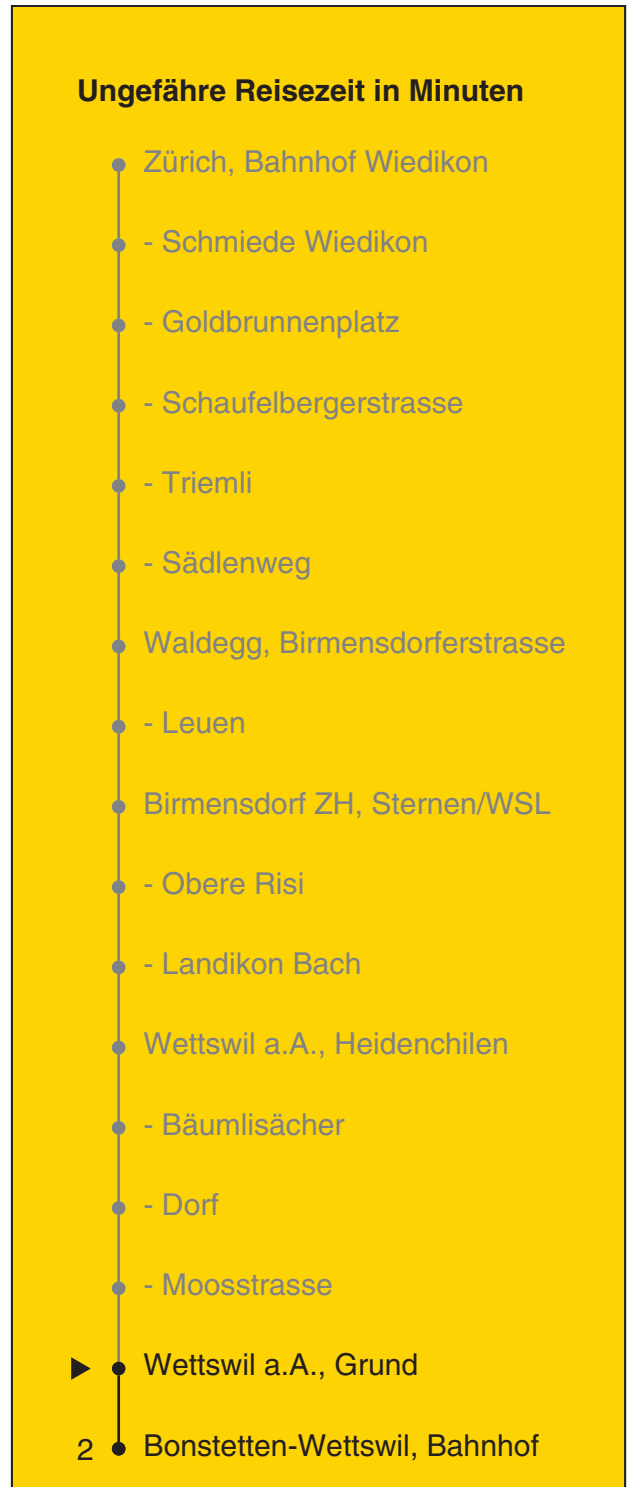 Ungefähre Reisezeit in Minuten
Zürich, Bahnhof Wiedikon
- Schmiede Wiedikon
- Goldbrunnenplatz
- Schaufelbergerstrasse
- Triemli
- Sädlenweg
Waldegg, Birmensdorferstrasse
- Leuen
Birmensdorf ZH, Sternen/WSL
- Obere Risi
- Landikon Bach
Wettswil a.A., Heidenchilen
- Bäumlisächer
- Dorf
- Moosstrasse
Wettswil a.A., Grund
2 Bonstetten-Wettswil, Bahnhof